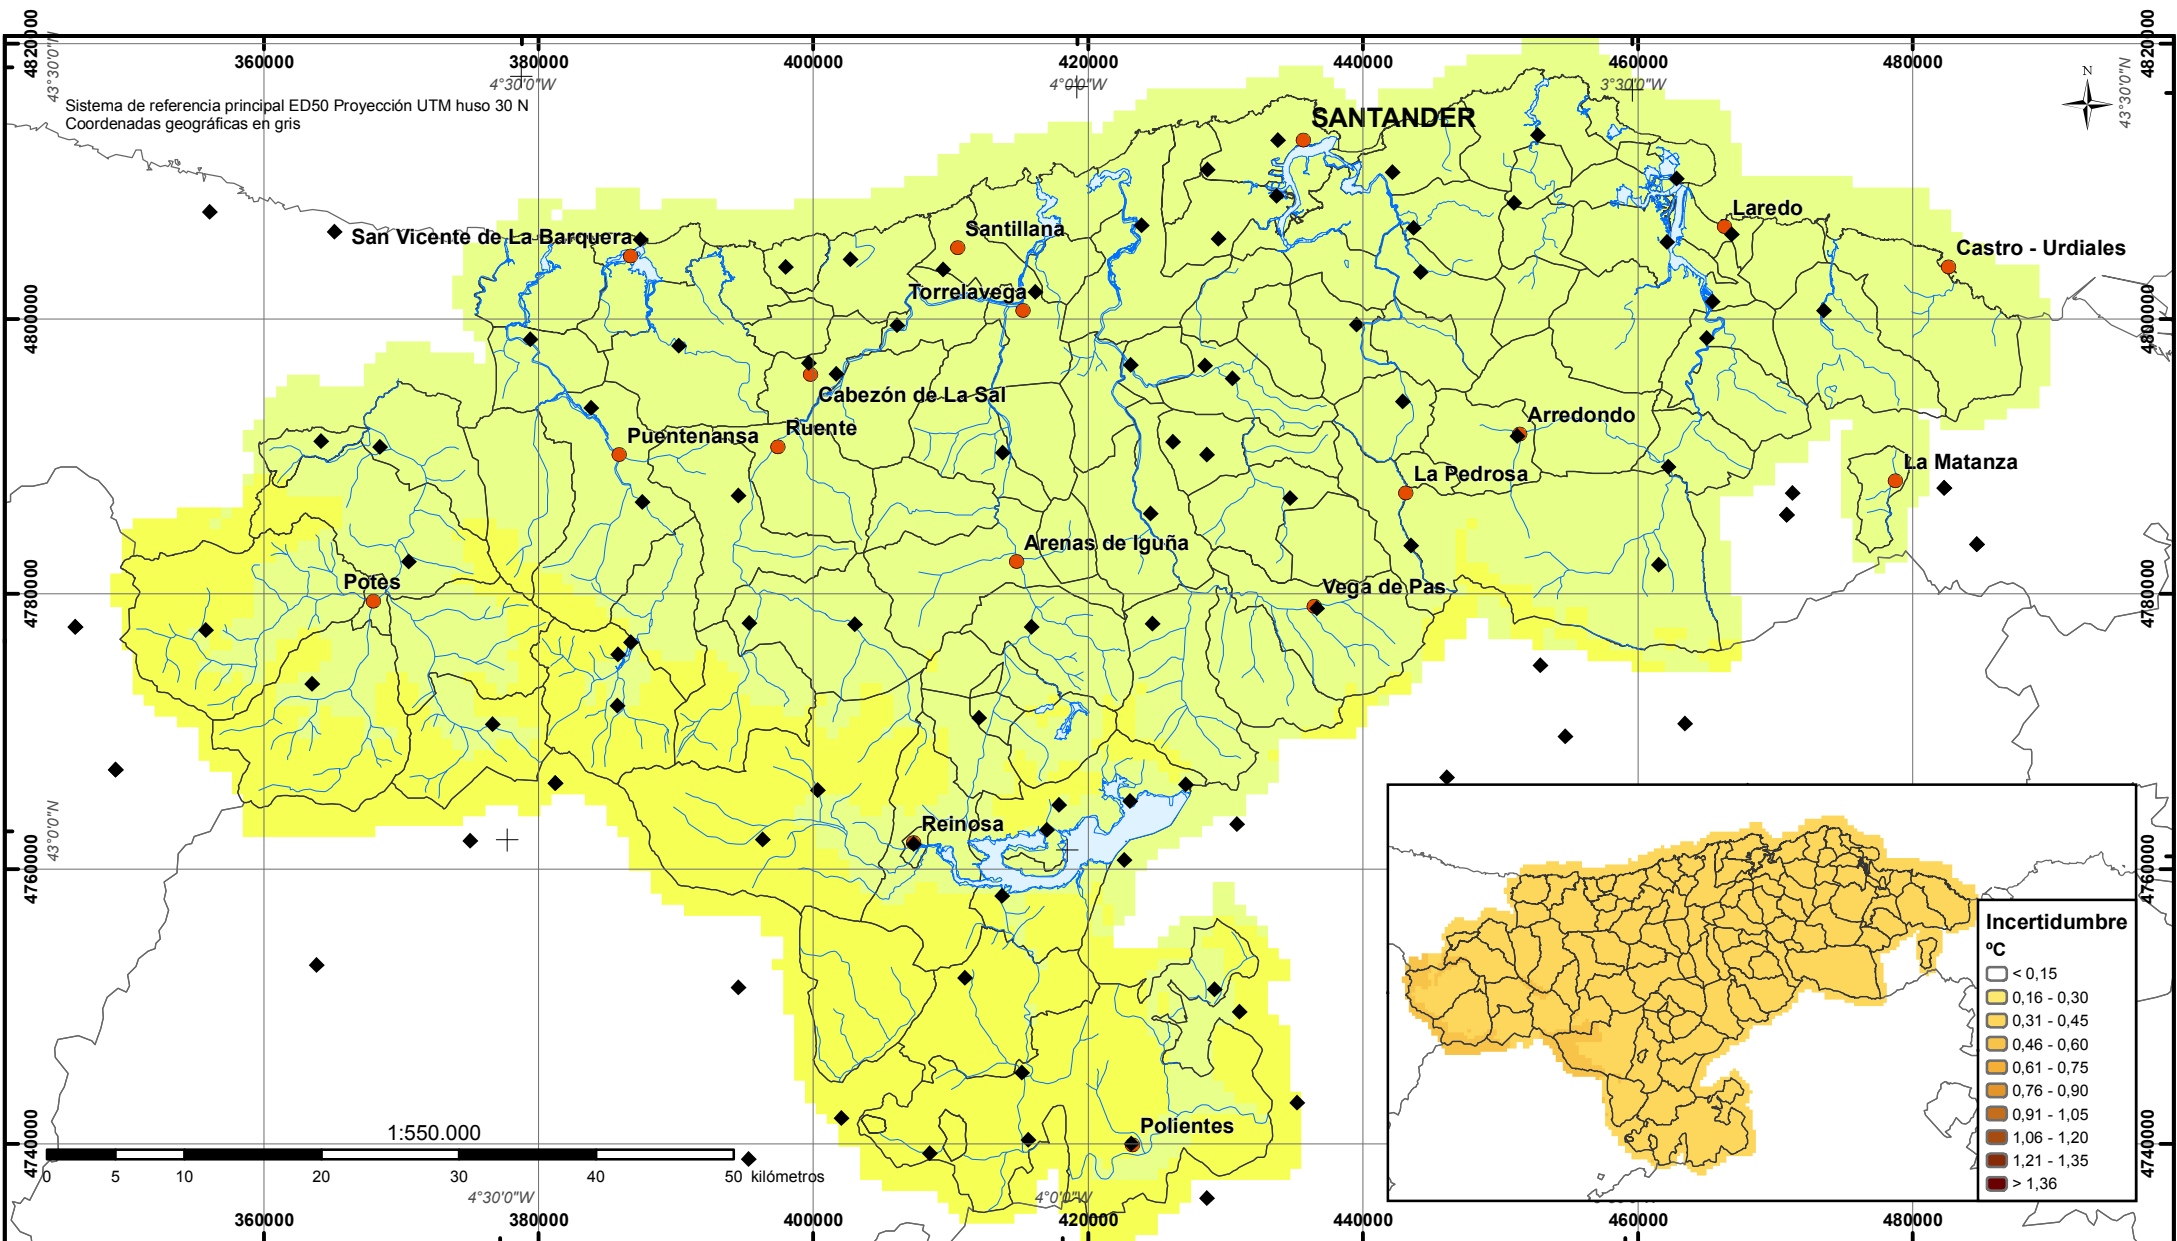 360000 380000 400000 420000 440000 460000 480000
4820000 4820000
43°30'0"N 43°30'0"N
4°30'0"W 4°0'0"W 3°30'0"W
N
Sistema de referencia principal ED50 Proyección UTM huso 30 N
Coordenadas geográficas en gris
SANTANDER
Laredo
Santillana
San Vicente de La Barquera
Castro - Urdiales
Torrelavega
4800000 4800000
Cabezón de La Sal
Arredondo
Ruente
Puentenansa
La Matanza
La Pedrosa
Arenas de Iguña
Potes
Vega de Pas
4780000 4780000
Reinosa
43°0'0"N
4760000 4760000
Incertidumbre
ºC
< 0,15
0,16 - 0,30
0,31 - 0,45
0,46 - 0,60
0,61 - 0,75
0,76 - 0,90
0,91 - 1,05
1,06 - 1,20
1,21 - 1,35
> 1,36
Polientes
1:550.000
4740000 4740000
0 5 10 20 30 40 50 kilómetros
4°30'0"W 4°0'0"W
360000 380000 400000 420000 440000 460000 480000